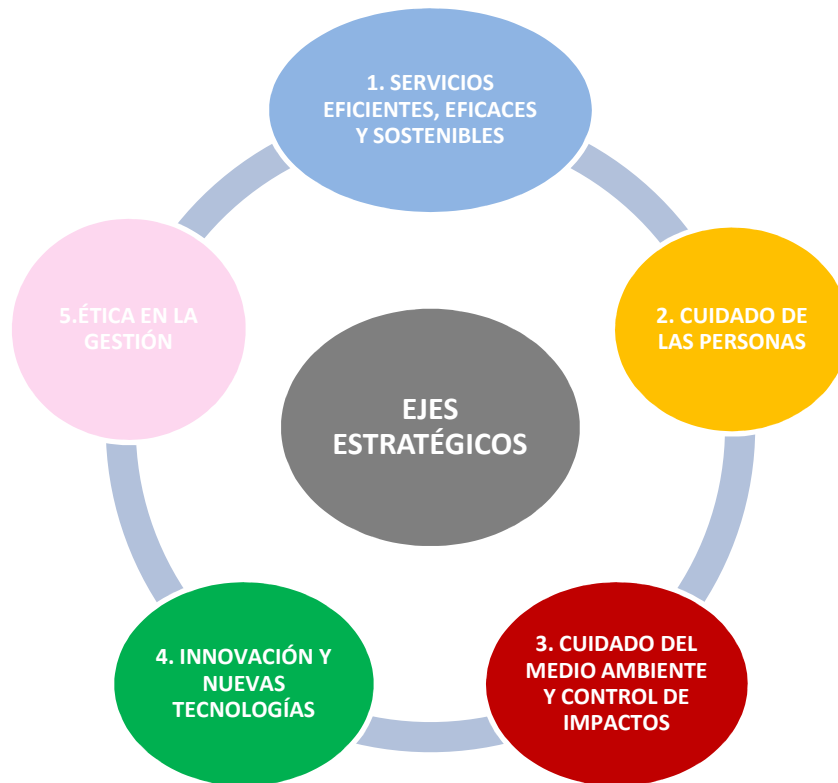 1. SERVICIOS
EFICIENTES, EFICACES
Y SOSTENIBLES
2. CUIDADO DE
LAS PERSONAS
3. CUIDADO DEL
MEDIO AMBIENTE
Y CONTROL DE
IMPACTOS
4. INNOVACIÓN Y
NUEVAS
TECNOLOGÍAS
5.ÉTICA EN LA
GESTIÓN
EJES
ESTRATÉGICOS